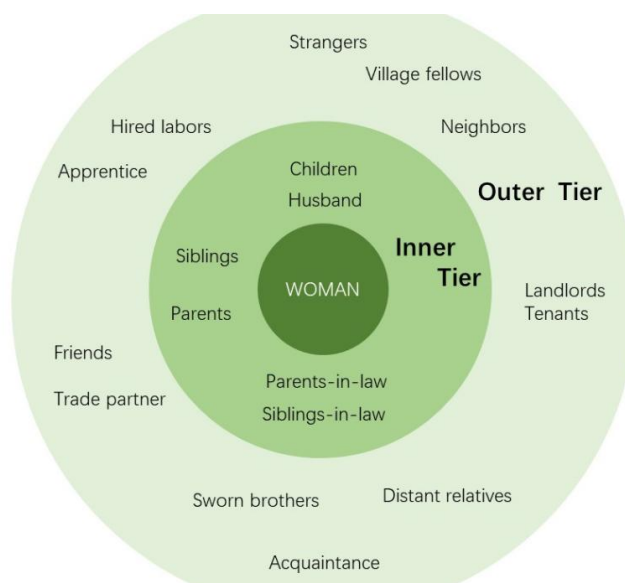 Strangers
Village fellows
Hired labors
Neighbors
Apprentice
Children
Husband
Outer Tier
Siblings
Inner
Tier
WOMAN
Parents
Landlords
Tenants
Friends
Trade partner
Parents-in-law
Siblings-in-law
Sworn brothers
Distant relatives
Acquaintance